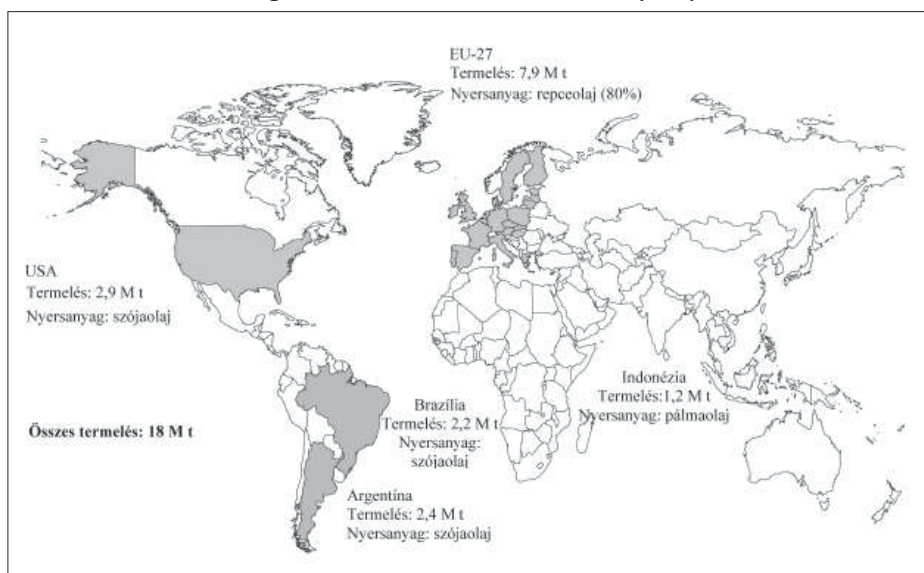 EU-27
Termelés: 7,9 M t
Nyersanyag: repceolaj (80%)
USA
Termelés: 2,9 M t
Nyersanyag: szójaolaj
Indonézia
Termelés:1,2 M t
Nyersanyag: pálmaolaj
Brazília
Termelés: 2,2 M t
Nyersanyag:
szójaolaj
Összes termelés: 18 M t
Argentína
Termelés: 2,4 M t
Nyersanyag: szójaolaj